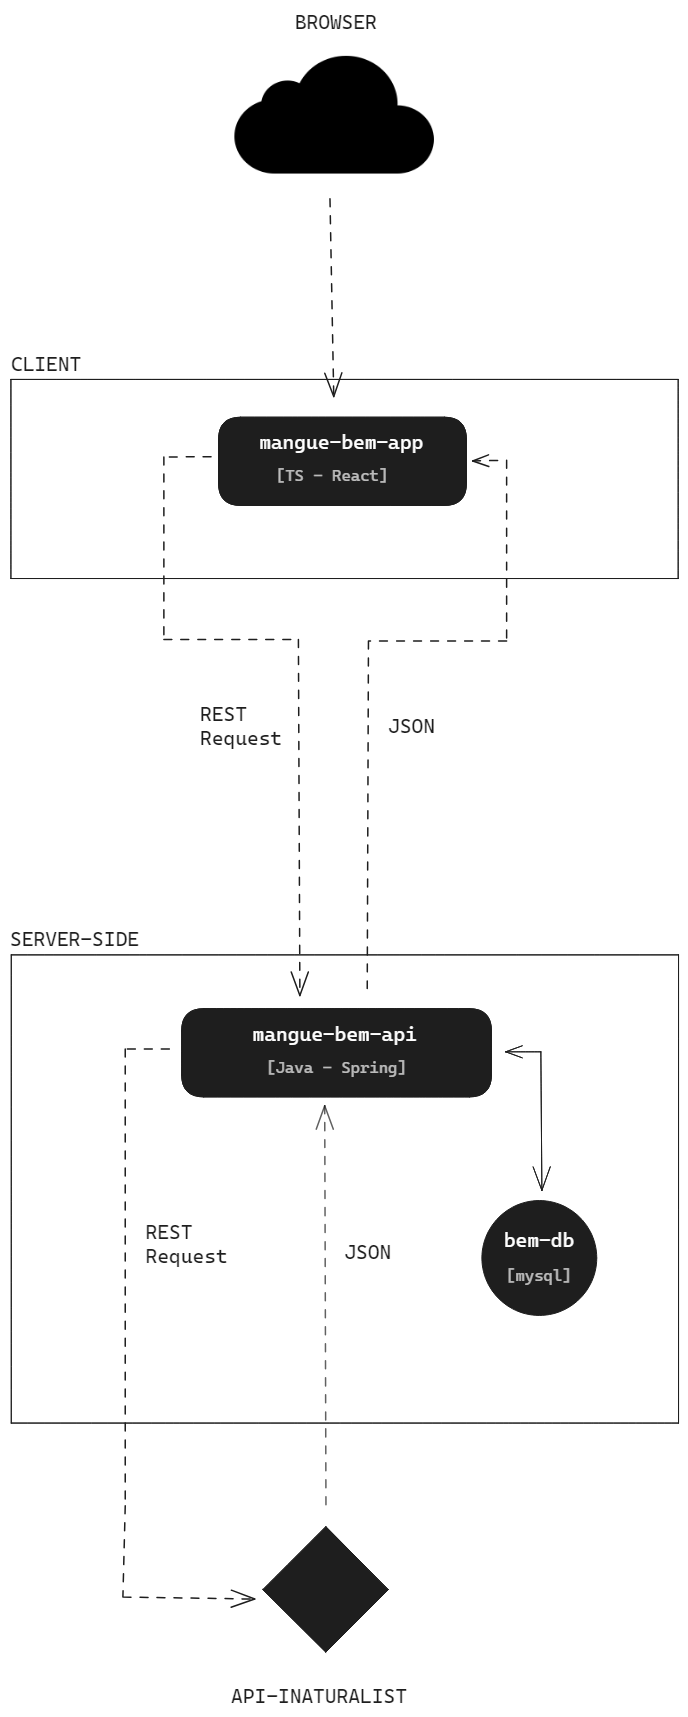 BROWSER
CLIENT
mangue-bem-app
[TS - React]
REST
Request
JSON
SERVER-SIDE
mangue-bem-api
[Java - Spring]
REST
Request
JSON
bem-db
[mysql]
API-INATURALIST